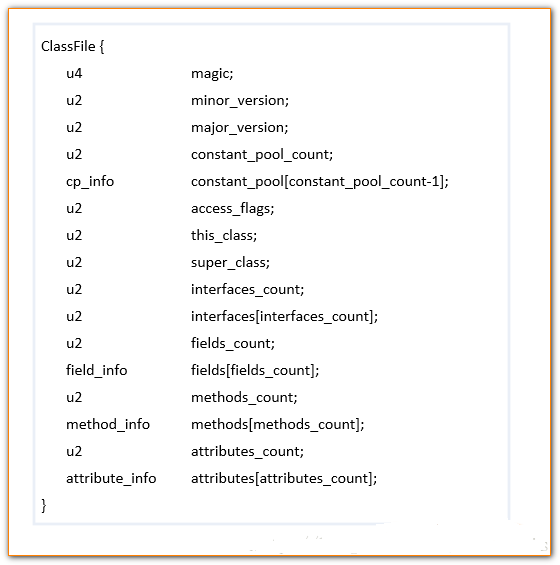 ClassFile {
u4 magic;
u2 minor_version;
u2 major_version;
u2 constant_pool_count;
cp_info constant_pool[constant_pool_count-1];
u2 access_flags;
u2 this_class;
u2 super_class;
u2 interfaces_count;
u2 interfaces[interfaces_count];
u2 fields_count;
field_info fields[fields_count];
u2 methods_count;
method_info methods[methods_count];
u2 attributes_count;
attribute_info attributes[attributes_count];
}